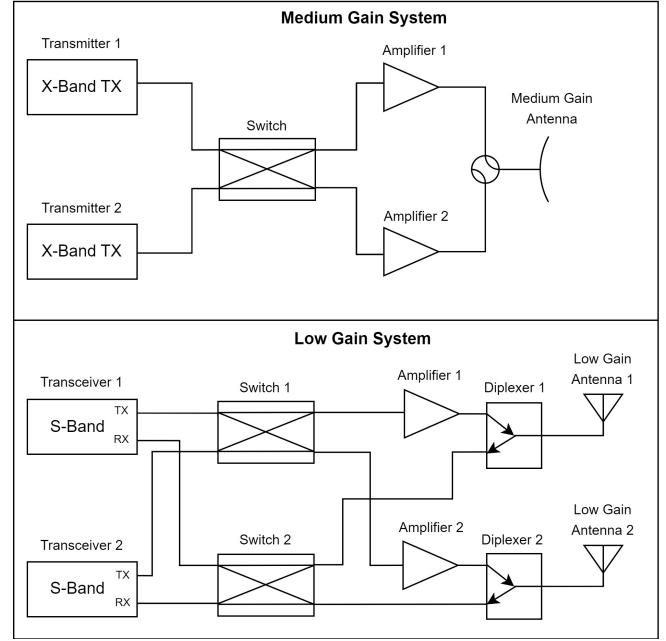 Medium Gain System
Transmitter 1
X-Band TX
Switch
Amplifier 1
Medium Gain
Antenna
Transmitter 2
X-Band TX
Amplifier 2
Low Gain System
Transceiver 1
S-Band
TX
RX
Switch 1
Amplifier 1
Diplexer 1
Low Gain
Antenna 1
Transceiver 2
S-Band
TX
RX
Switch 2
Amplifier 2
Diplexer 2
Low Gain
Antenna 2